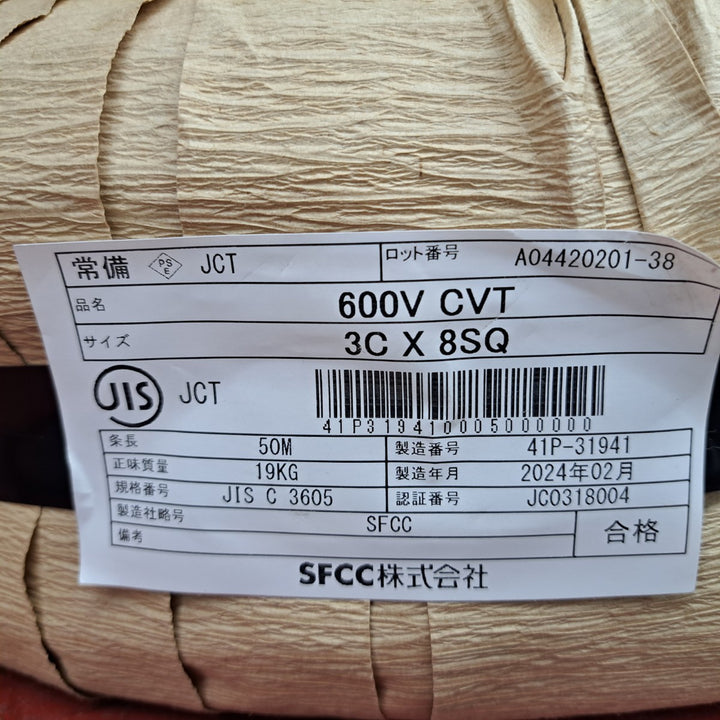 常備 PSE JCT ロット番号 A04420201-38
品名 600V CVT
サイズ 3C X 8SQ
JIS JCT
41P319410005000000
条長 50M 製造番号 41P-31941
正味質量 19KG 製造年月 2024年02月
規格番号 JIS C 3605 認証番号 JC0318004
製造社略号 SFCC
備考 合格
SFCC株式会社